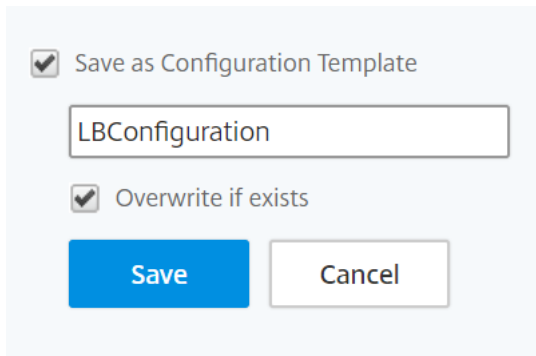 Save as Configuration Template
LBConfiguration
Overwrite if exists
Save Cancel